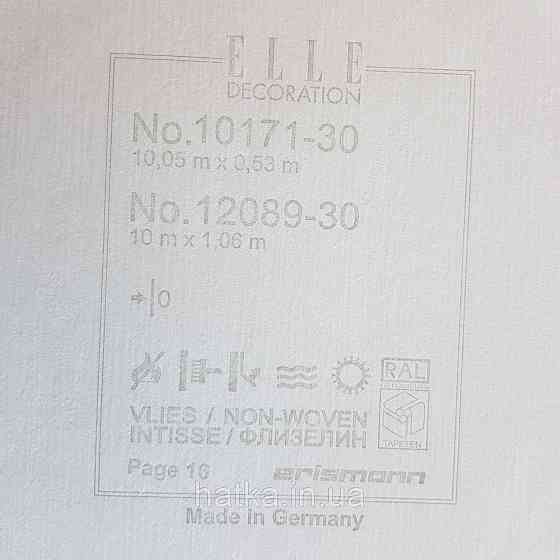 ELLE
DECORATION
No.10171-30
10,05 m x 0,53 m
No.12089-30
10 m x 1,06 m
0
RAL
TAPETEN
VLIES / NON-WOVEN
INTISSE / ФЛИЗЕЛИН
Page 16
erismann
hatka.in.ua
Made in Germany